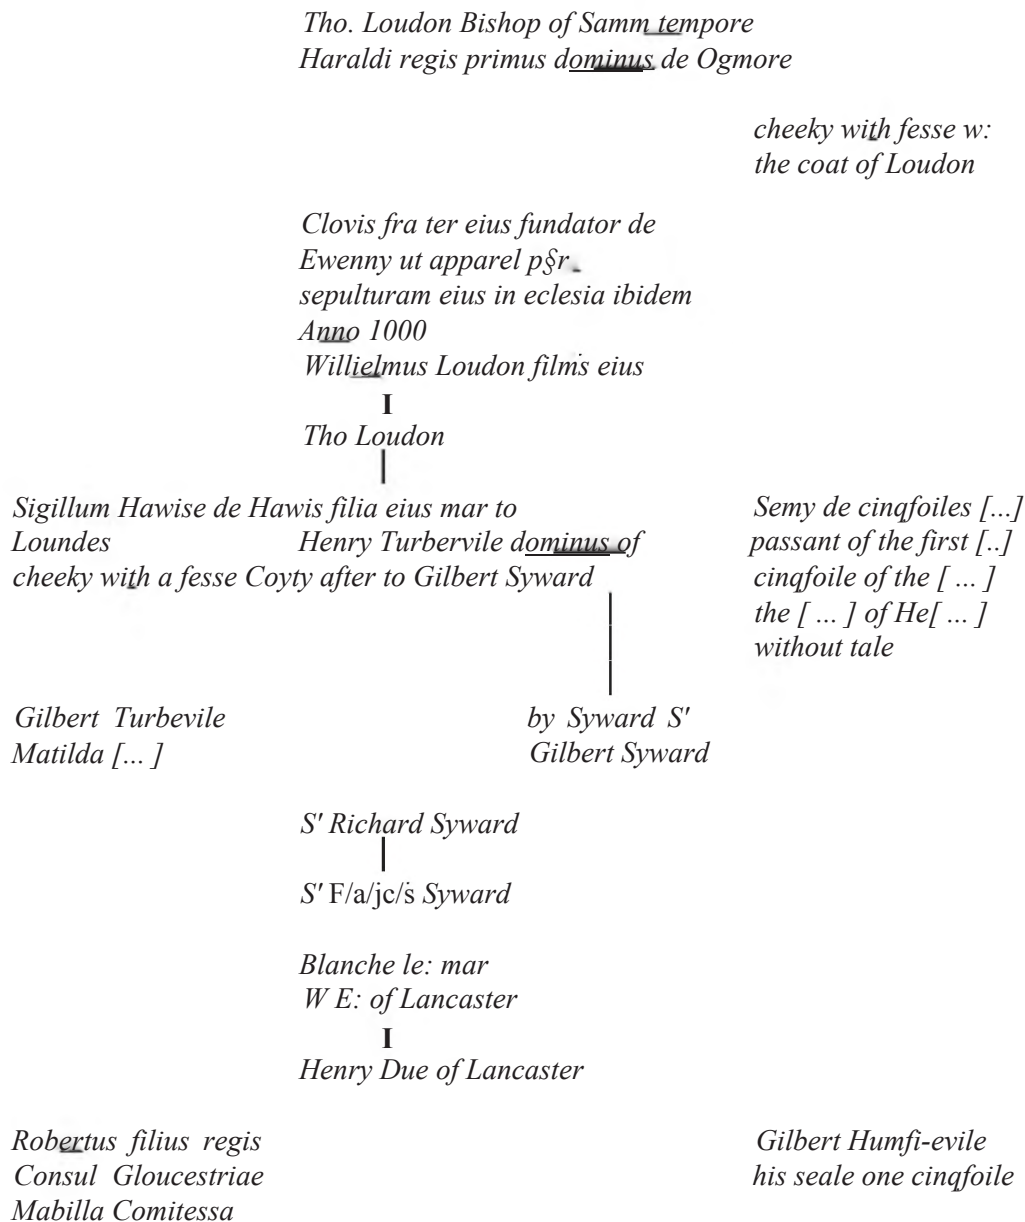 Tho. Loudon Bishop of Samm tempore
Haraldi regis primus dominus de Ogmore
cheeky with fesse w:
the coat of Loudon
Clovis fra ter eius fundator de
Ewenny ut apparel p§r
sepulturam eius in eclesia ibidem
Anno 1000
Willielmus Loudon film's eius
I
Tho Loudon
Sigillum Hawise de Hawis filia eius mar to
Loundes Henry Turbervile dominus of
cheeky with a fesse Coyty after to Gilbert Syward
Semy de cinqfoiles [...]
passant of the first [..]
cinqfoile of the [ ... ]
the [ ... ] of He[ ... ]
without tale
Gilbert Turbevile
Matilda [... ]
by Syward S'
Gilbert Syward
S' Richard Syward
S' F/a/jc/s Syward
Blanche le: mar
W E: of Lancaster
I
Henry Due of Lancaster
Robertus filius regis
Consul Gloucestriae
Mabilla Comitessa
Gilbert Humfi-evile
his seale one cinqfoile